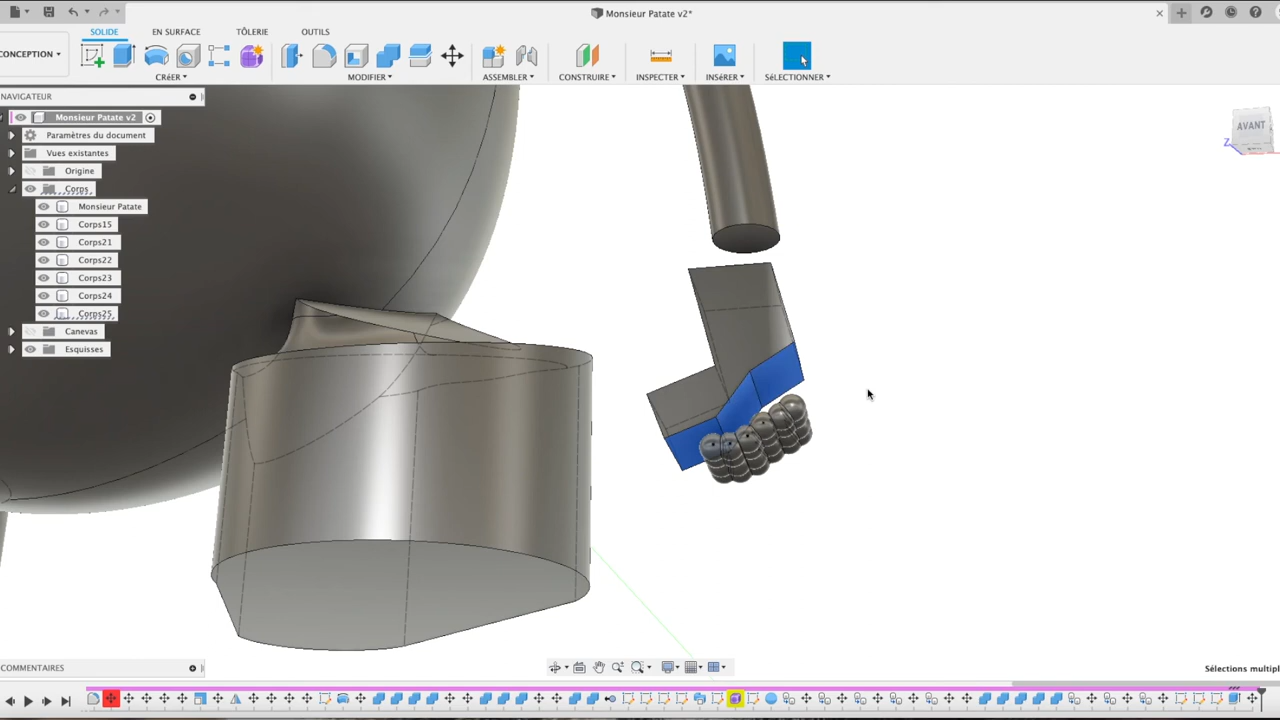 Monsieur Patate v2*
SOLIDE
EN SURFACE
TÔLERIE
OUTILS
CONCEPTION
CRÉER
MODIFIER
ASSEMBLER
CONSTRUIRE
INSPECTER
INSÉRER
SÉLECTIONNER
NAVIGATEUR
Monsieur Patate v2
Paramètres du document
Vues existantes
Origine
Corps
Monsieur Patate
Corps15
Corps21
Corps22
Corps23
Corps24
Corps25
Canevas
Esquisses
AVANT
Z
COMMENTAIRES
Sélections multipl